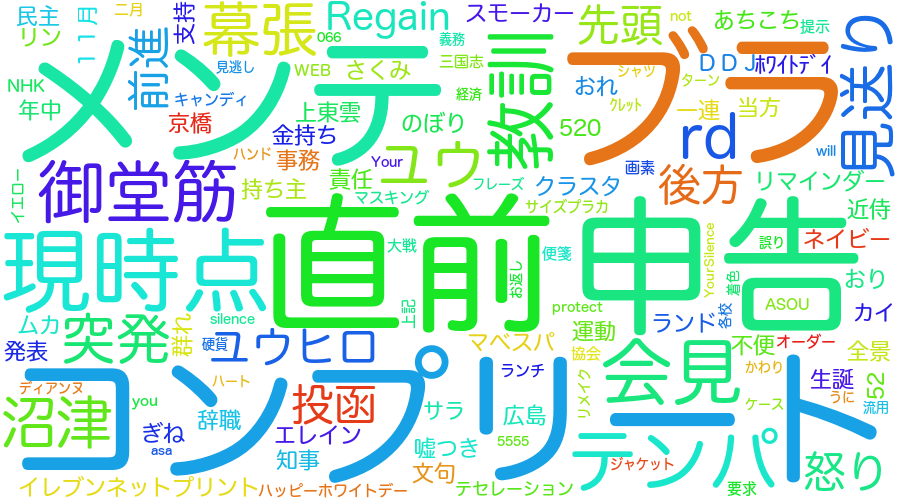 民主
リン
11月
支持
幕張
Regain
066
二月
スモーカー
義務
三国志
先頭
not
あちこち
提示
見送り
メンテ
前進
見逃し
WEB
さくみ
教訓
ブラ
シャツ
ターン
DDJ
ホワイトデイ
NHK
年中
キャンディ
上東雲
経済
おれ
クレット
一連
当方
京橋
金持ち
のぼり
520
rd
ハンド
事務
Your
ユウ
画素
will
イエロー
御堂筋
持ち主
責任
マスキング
フレーズ
クラスタ
サイズプラカ
後方
リマインダー
近侍
現時点
直前
申告
大戦
便箋
YourSilence
誤り
ネイビー
上記
お返し
着色
おり
ムカ
突発
silence
protect
ASOU
カイ
群れ
硬貨
ユウヒロ
マベスパ
運動
ランド
各校
不便
オーダー
全景
発表
協会
会見
ディアンヌ
ハート
ランチ
かわり
生誕
52
コンプリート
沼津
you
投函
サラ
広島
リメイク
テンパ
ケース
うに
流用
ぎね
辞職
エレイン
嘘つき
5555
asa
知事
文句
ジャケット
怒り
イレブンネットプリント
ハッピーホワイトデー
テセレーション
要求